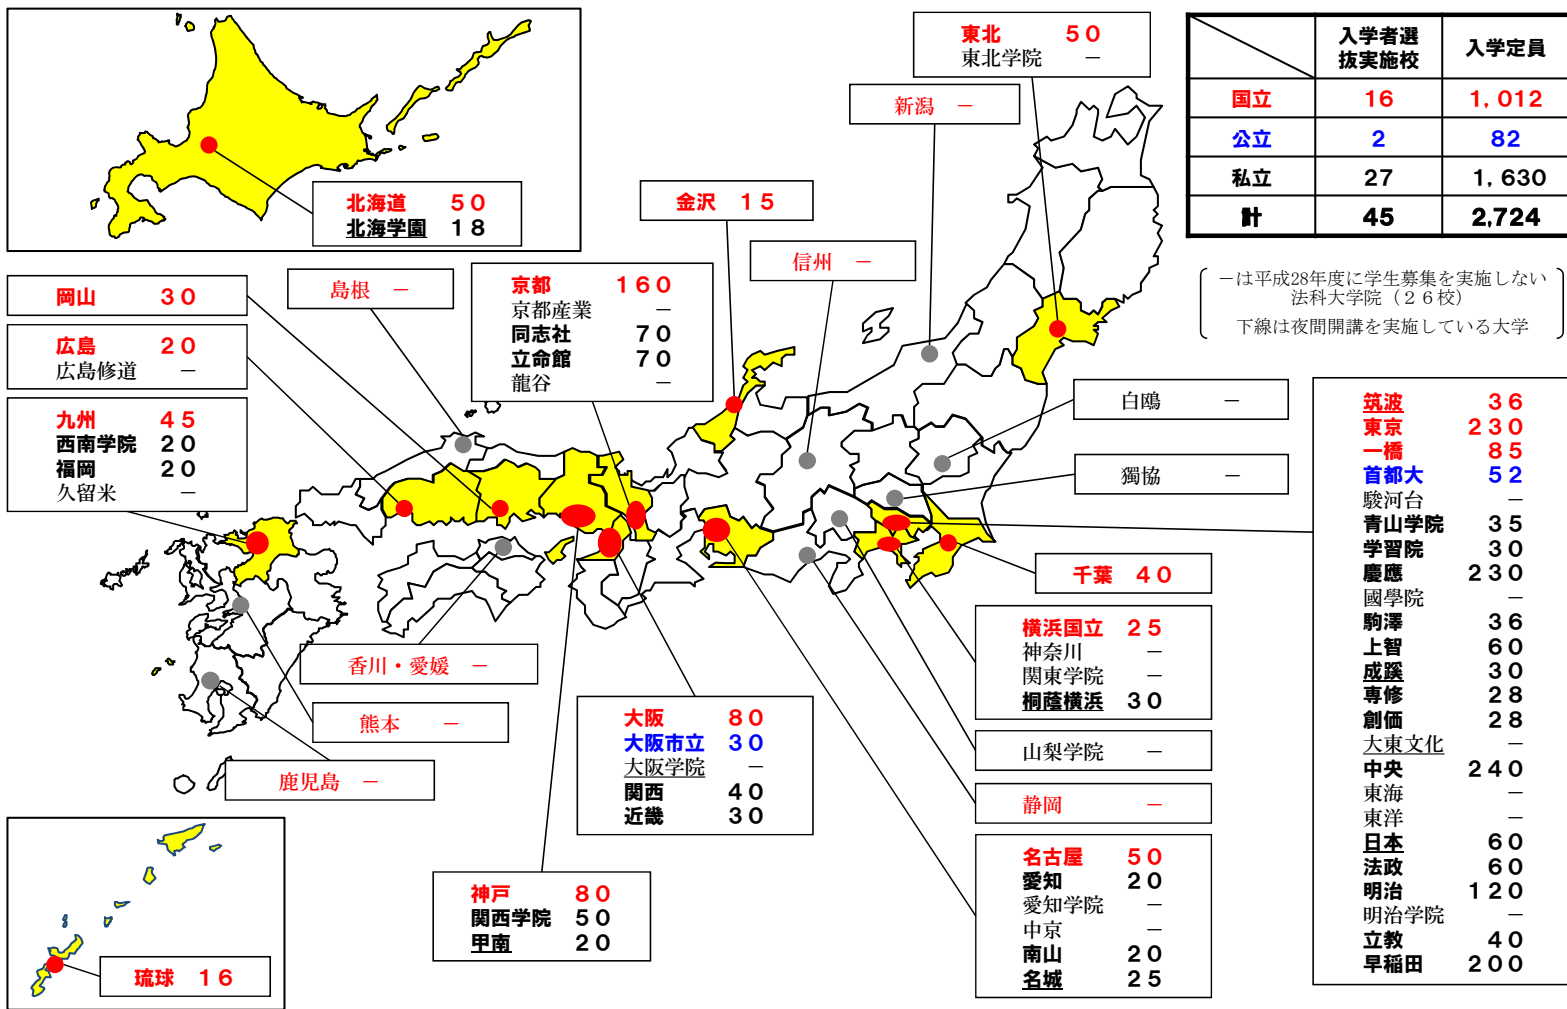 東北 50
東北学院 −
新潟 −
入学者選抜実施校 入学定員
国立 16 1,012
公立 2 82
私立 27 1,630
計 45 2,724
−は平成28年度に学生募集を実施しない
法科大学院（26校）
下線は夜間開講を実施している大学
北海道 50
北海学園 18
金沢 15
信州 −
島根 −
岡山 30
広島 20
広島修道 −
九州 45
西南学院 20
福岡 20
久留米 −
京都 160
京都産業 −
同志社 70
立命館 70
龍谷 −
白鴎 −
獨協 −
千葉 40
筑波 36
東京 230
一橋 85
首都大 52
駿河台 −
青山学院 35
学習院 30
慶應 230
國學院 −
駒澤 36
上智 60
成蹊 30
専修 28
創価 28
大東文化 −
中央 240
東海 −
東洋 −
日本 60
法政 60
明治 120
明治学院 −
立教 40
早稲田 200
横浜国立 25
神奈川 −
関東学院 −
桐蔭横浜 30
山梨学院 −
静岡 −
香川・愛媛 −
熊本 −
鹿児島 −
大阪 80
大阪市立 30
大阪学院 −
関西 40
近畿 30
名古屋 50
愛知 20
愛知学院 −
中京 −
南山 20
名城 25
神戸 80
関西学院 50
甲南 20
琉球 16